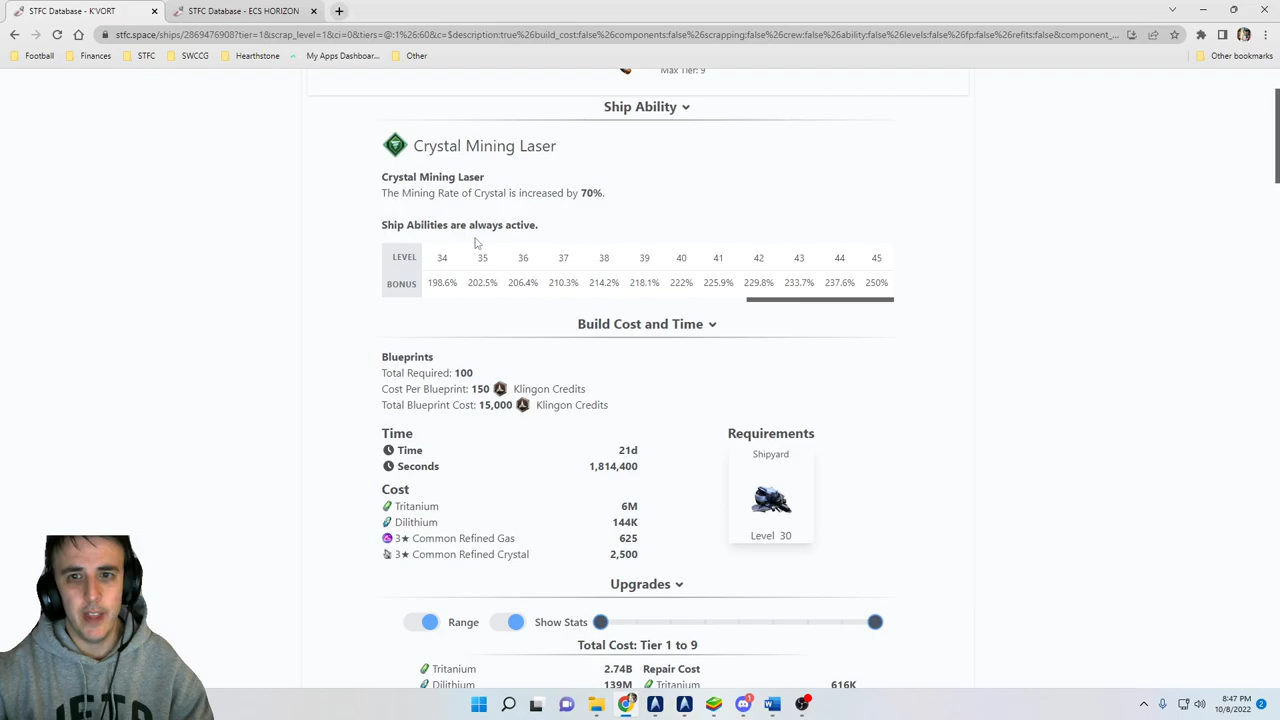 STFC Database - K'VORT
STFC Database - ECS HORIZON
stfc.space/ships/2869476908?tier=1&scrap_level=1&ci=0&tiers=@:1%26:60&c=$description:true%26build_cost:false%26components:false%26scrapping:false%26crew:false%26ability:false%26levels:false%26fp:false%26refits:false&component_...
Football
Finances
STFC
SWCCG
Hearthstone
My Apps Dashboar...
Other
Other bookmarks
Max Tier: 9
Ship Ability
Crystal Mining Laser
Crystal Mining Laser
The Mining Rate of Crystal is increased by 70%.
Ship Abilities are always active.
LEVEL 34 35 36 37 38 39 40 41 42 43 44 45
BONUS 198.6% 202.5% 206.4% 210.3% 214.2% 218.1% 222% 225.9% 229.8% 233.7% 237.6% 250%
Build Cost and Time
Blueprints
Total Required: 100
Cost Per Blueprint: 150 Klingon Credits
Total Blueprint Cost: 15,000 Klingon Credits
Time
Time 21d
Seconds 1,814,400
Cost
Tritanium 6M
Dilithium 144K
3★ Common Refined Gas 625
3★ Common Refined Crystal 2,500
Requirements
Shipyard
Level 30
Upgrades
Range
Show Stats
Total Cost: Tier 1 to 9
Tritanium 2.74B
Repair Cost
Dilithium 139M
Tritanium 616K
8:47 PM
10/8/2022